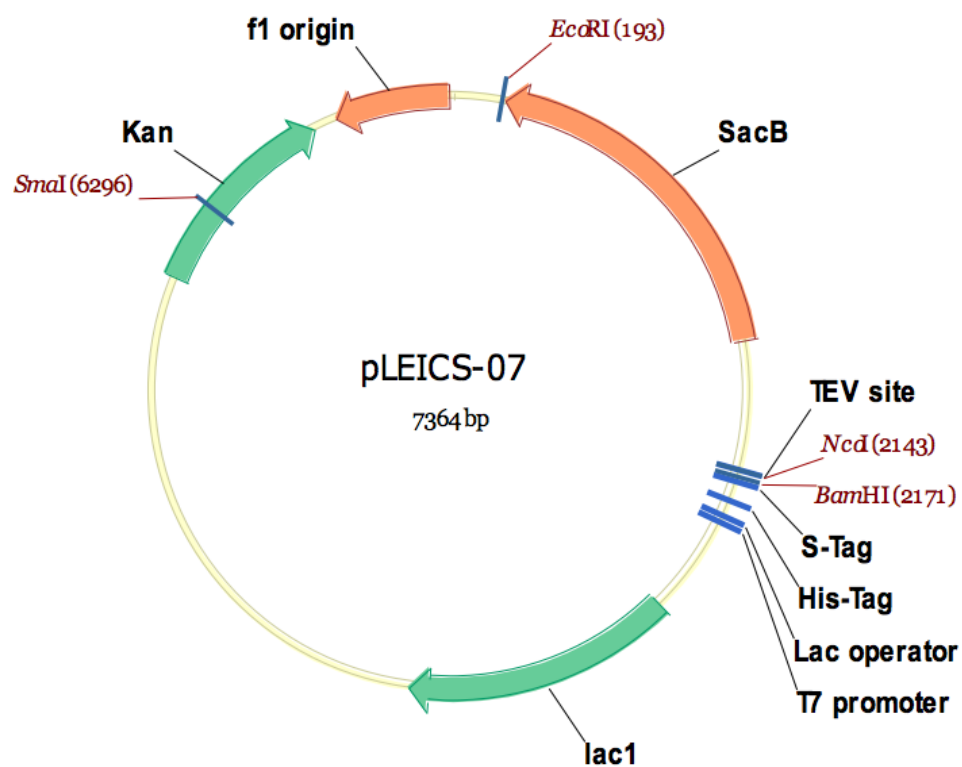 f1 origin
EcoRI (193)
Kan
SacB
SmaI (6296)
pLEICS-07
7364 bp
TEV site
NcoI (2143)
BamHI (2171)
S-Tag
His-Tag
Lac operator
T7 promoter
lac1